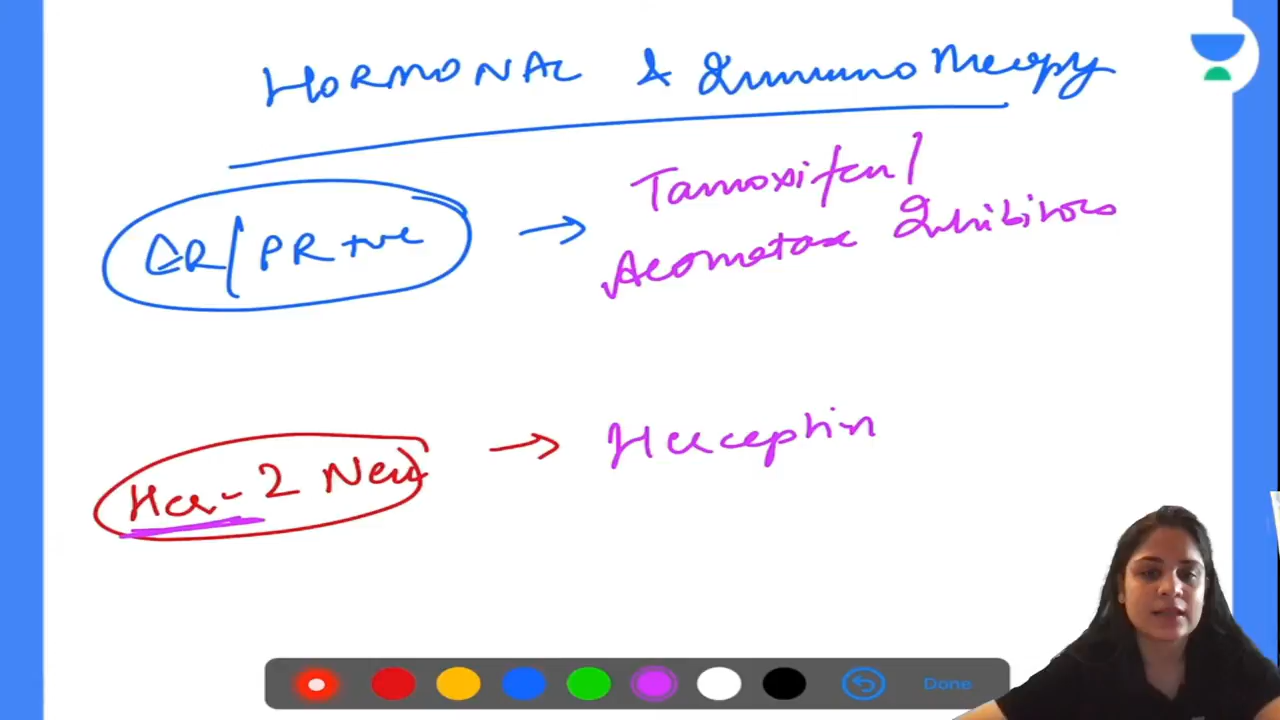 HORMONAL & Immunotherapy
ER/PR +ve → Tamoxifen/
Aromatase Inhibitors
Her-2 Neu → Herceptin
Done